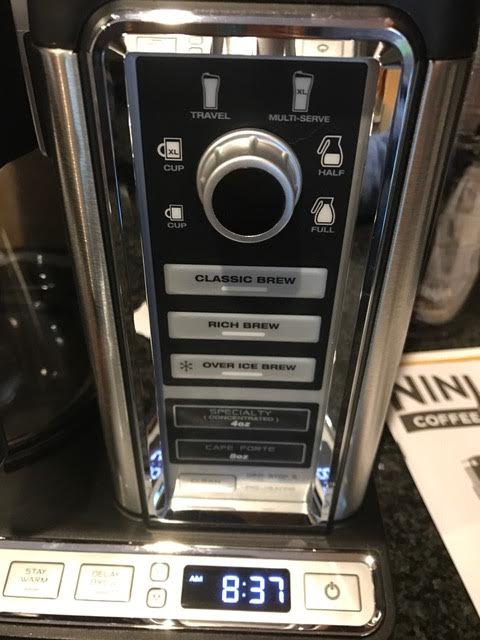 TRAVEL
XL
MULTI-SERVE
XL
CUP
HALF
CUP
FULL
CLASSIC BREW
RICH BREW
OVER ICE BREW
SPECIALTY
(CONCENTRATED)
4oz
CAFE FORTE
8oz
CLEAN
NINJ
COFFEE
STAY
WARM
DELAY
BREW
AM 8:37